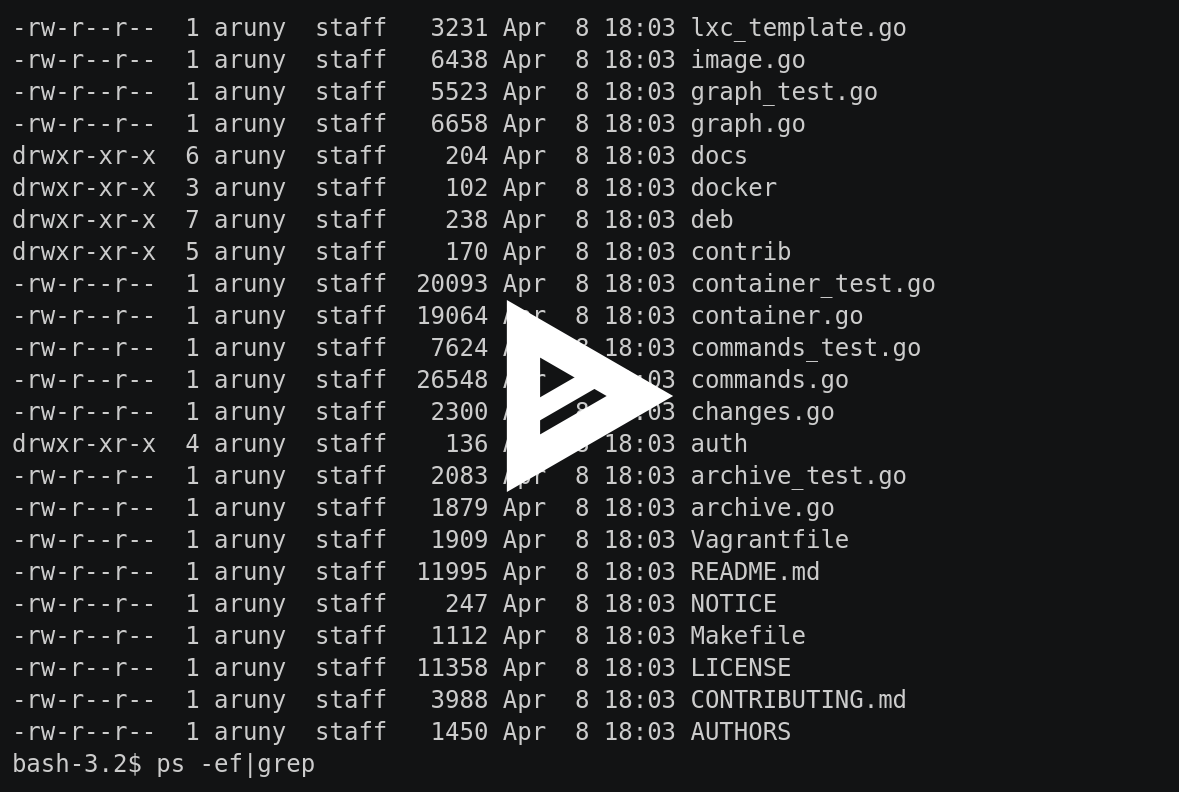 -rw-r--r--  1 aruny  staff   3231 Apr  8 18:03 lxc_template.go
-rw-r--r--  1 aruny  staff   6438 Apr  8 18:03 image.go
-rw-r--r--  1 aruny  staff   5523 Apr  8 18:03 graph_test.go
-rw-r--r--  1 aruny  staff   6658 Apr  8 18:03 graph.go
drwxr-xr-x  6 aruny  staff    204 Apr  8 18:03 docs
drwxr-xr-x  3 aruny  staff    102 Apr  8 18:03 docker
drwxr-xr-x  7 aruny  staff    238 Apr  8 18:03 deb
drwxr-xr-x  5 aruny  staff    170 Apr  8 18:03 contrib
-rw-r--r--  1 aruny  staff  20093 Apr  8 18:03 container_test.go
-rw-r--r--  1 aruny  staff  19064 Apr  8 18:03 container.go
-rw-r--r--  1 aruny  staff   7624 18:03 commands_test.go
-rw-r--r--  1 aruny  staff  26548 commands.go
-rw-r--r--  1 aruny  staff   2300 8 changes.go
drwxr-xr-x  4 aruny  staff    136 18:03 auth
-rw-r--r--  1 aruny  staff   2083 Apr  8 18:03 archive_test.go
-rw-r--r--  1 aruny  staff   1879 Apr  8 18:03 archive.go
-rw-r--r--  1 aruny  staff   1909 Apr  8 18:03 Vagrantfile
-rw-r--r--  1 aruny  staff  11995 Apr  8 18:03 README.md
-rw-r--r--  1 aruny  staff    247 Apr  8 18:03 NOTICE
-rw-r--r--  1 aruny  staff   1112 Apr  8 18:03 Makefile
-rw-r--r--  1 aruny  staff  11358 Apr  8 18:03 LICENSE
-rw-r--r--  1 aruny  staff   3988 Apr  8 18:03 CONTRIBUTING.md
-rw-r--r--  1 aruny  staff   1450 Apr  8 18:03 AUTHORS
bash-3.2$ ps -ef|grep